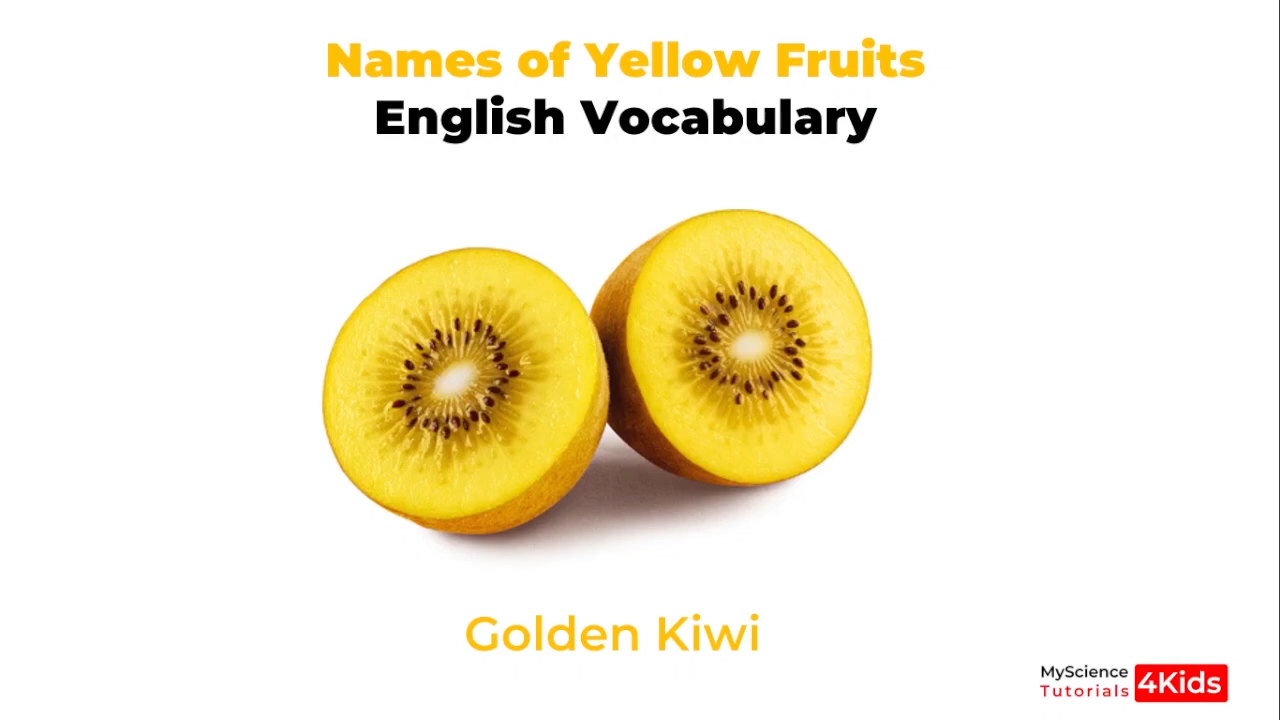 Names of Yellow Fruits
English Vocabulary
Golden Kiwi
MyScience
Tutorials
4Kids